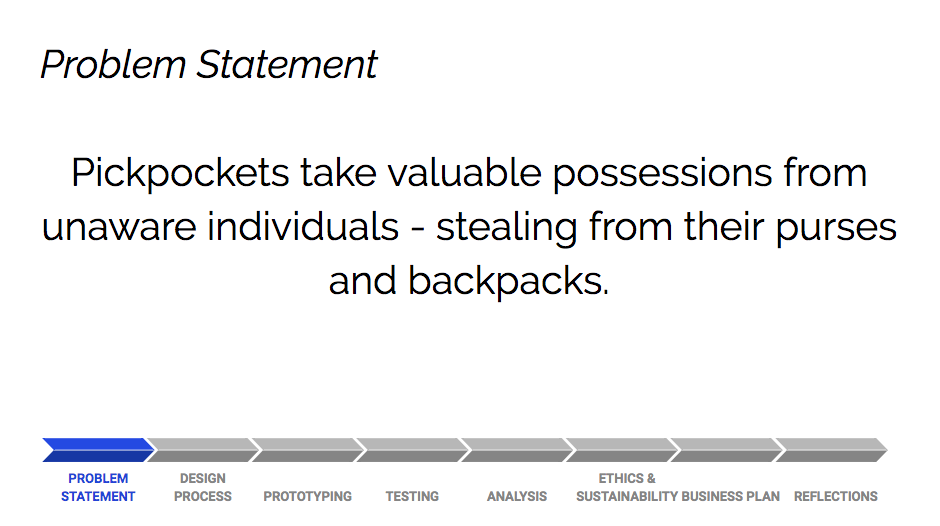 Problem Statement
Pickpockets take valuable possessions from
unaware individuals - stealing from their purses
and backpacks.
PROBLEM
STATEMENT
DESIGN
PROCESS
PROTOTYPING
TESTING
ANALYSIS
ETHICS &
SUSTAINABILITY
BUSINESS PLAN
REFLECTIONS